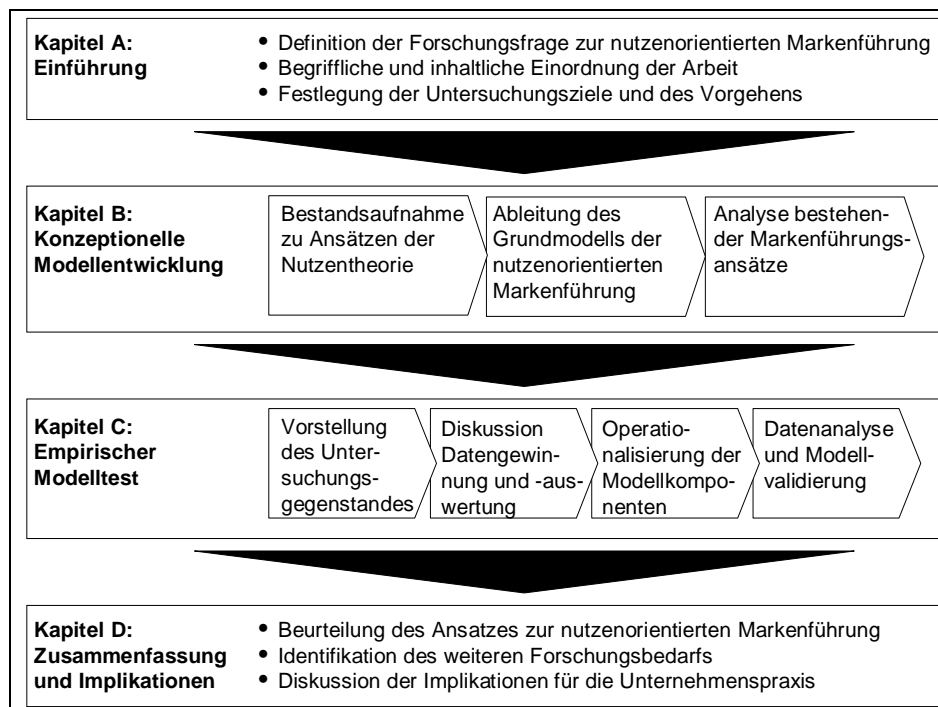 Kapitel A:
Einführung
• Definition der Forschungsfrage zur nutzenorientierten Markenführung
• Begriffliche und inhaltliche Einordnung der Arbeit
• Festlegung der Untersuchungsziele und des Vorgehens
Kapitel B:
Konzeptionelle
Modellentwicklung
Bestandsaufnahme
zu Ansätzen der
Nutzentheorie
Ableitung des
Grundmodells der
nutzenorientierten
Markenführung
Analyse bestehen-
der Markenführungs-
ansätze
Kapitel C:
Empirischer
Modelltest
Vorstellung
des Unter-
suchungs-
gegenstandes
Diskussion
Datengewin-
nung und -aus-
wertung
Operatio-
nalisierung der
Modellkompo-
nenten
Datenanalyse
und Modell-
validierung
Kapitel D:
Zusammenfassung
und Implikationen
• Beurteilung des Ansatzes zur nutzenorientierten Markenführung
• Identifikation des weiteren Forschungsbedarfs
• Diskussion der Implikationen für die Unternehmenspraxis